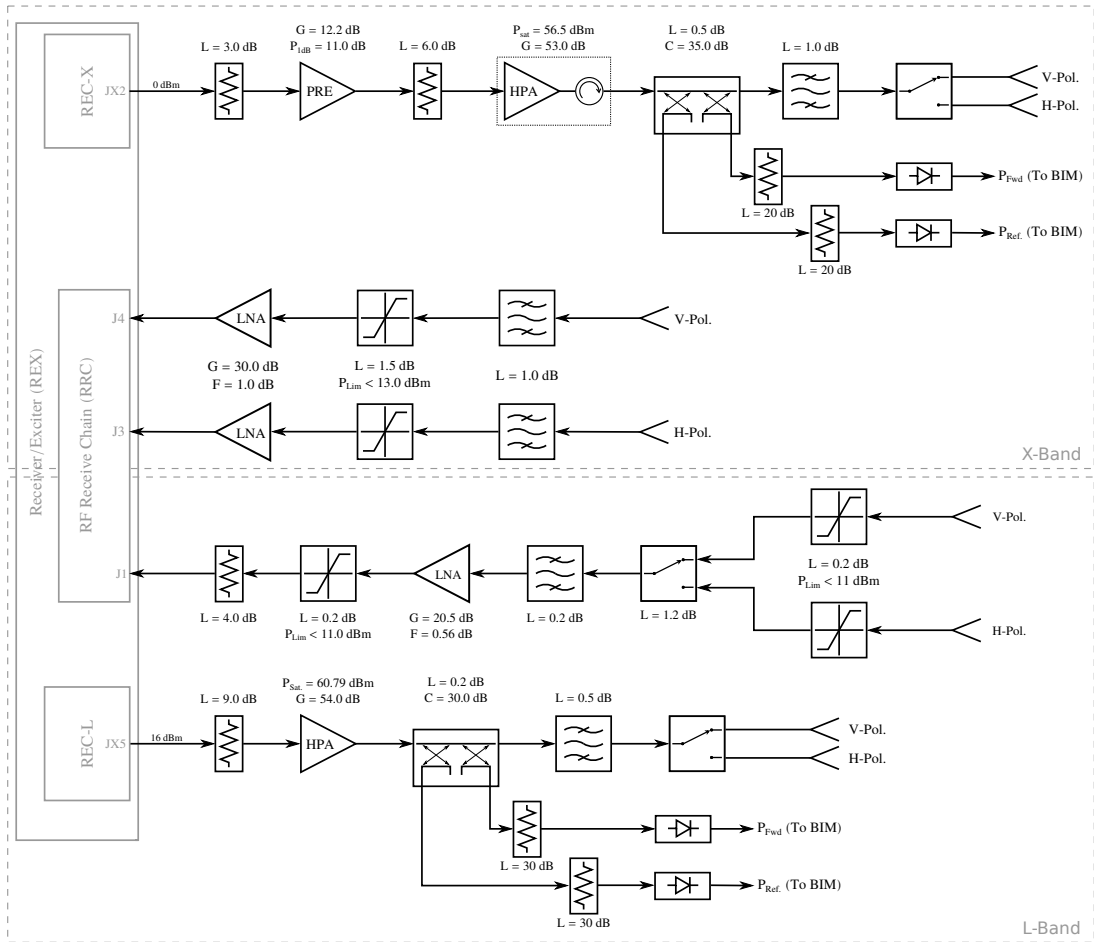 G = 12.2 dB
P1dB = 11.0 dB
L = 3.0 dB
L = 6.0 dB
Psat = 56.5 dBm
G = 53.0 dB
L = 0.5 dB
C = 35.0 dB
L = 1.0 dB
REC-X
JX2
0 dBm
PRE
HPA
V-Pol.
H-Pol.
PFwd (To BIM)
L = 20 dB
PRef. (To BIM)
L = 20 dB
Receiver/Exciter (REX)
RF Receive Chain (RRC)
J4
LNA
V-Pol.
G = 30.0 dB
F = 1.0 dB
L = 1.5 dB
PLim < 13.0 dBm
L = 1.0 dB
J3
LNA
H-Pol.
X-Band
V-Pol.
L = 0.2 dB
PLim < 11 dBm
J1
LNA
L = 4.0 dB
L = 0.2 dB
PLim < 11.0 dBm
G = 20.5 dB
F = 0.56 dB
L = 0.2 dB
L = 1.2 dB
H-Pol.
L = 9.0 dB
PSat. = 60.79 dBm
G = 54.0 dB
L = 0.2 dB
C = 30.0 dB
L = 0.5 dB
REC-L
JX5
16 dBm
HPA
V-Pol.
H-Pol.
PFwd (To BIM)
L = 30 dB
PRef. (To BIM)
L = 30 dB
L-Band